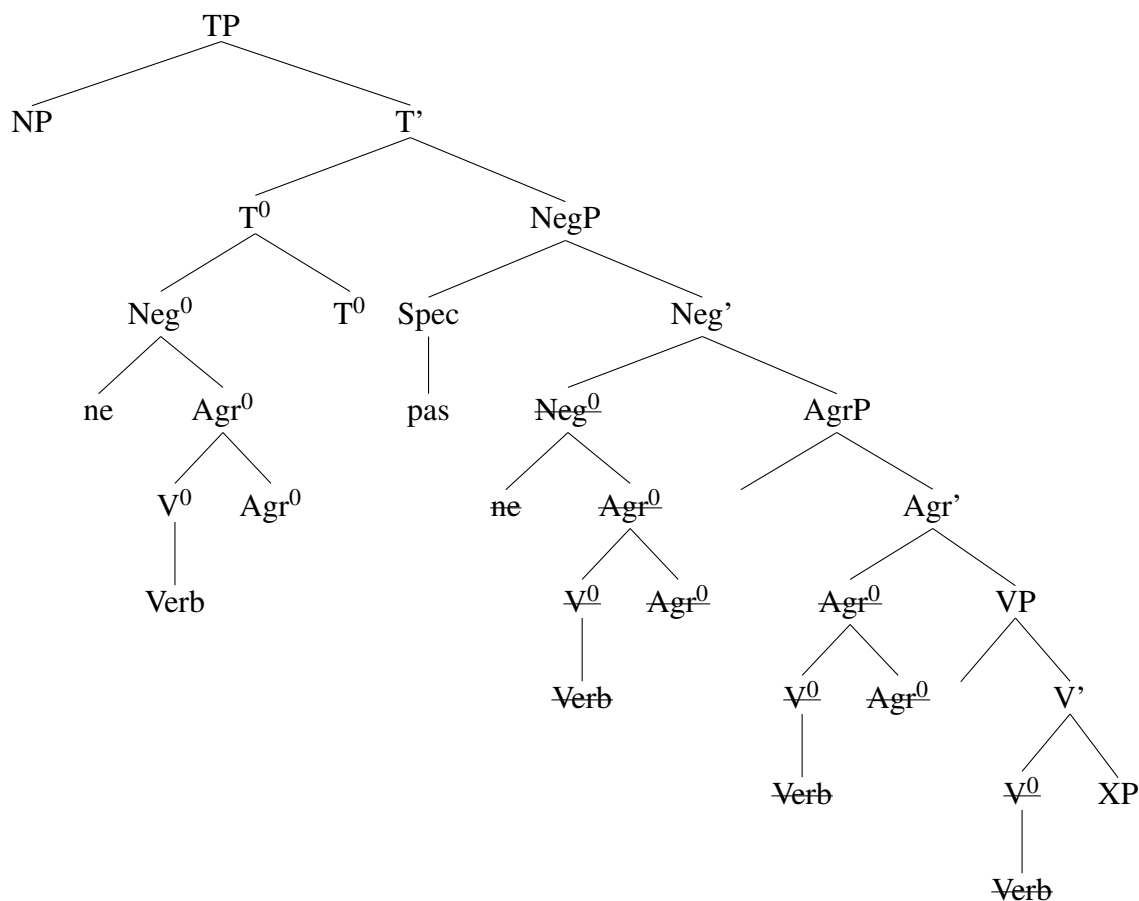 TP
NP T’
T⁰ NegP
Neg⁰ T⁰ Spec Neg’
ne Agr⁰ pas Neg⁰ AgrP
V⁰ Agr⁰ ne Agr⁰ Agr’
Verb V⁰ Agr⁰ Agr⁰ VP
Verb V⁰ Agr⁰ V’
Verb V⁰ XP
Verb